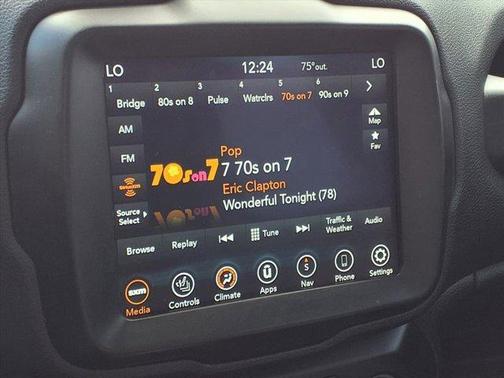 LO 12:24 75°out. LO
1 2 3 4 5 6
Bridge 80s on 8 Pulse Watrclrs 70s on 7 90s on 9
AM
FM
SiriusXM
Source
Select
Map
Fav
70s on 7
Pop
7 70s on 7
Eric Clapton
Wonderful Tonight (78)
Browse Replay Tune Traffic & Weather Audio
sxm S
Media Controls Climate Apps Nav Phone Settings